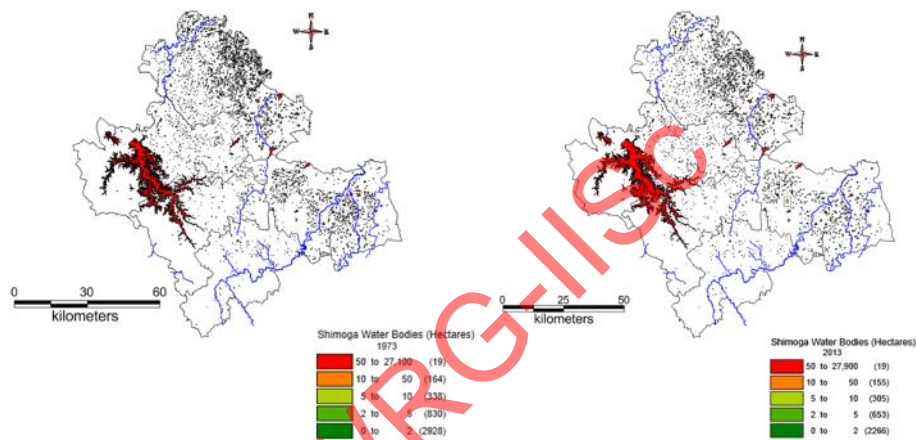 N
W E
S
N
W E
S
0 30 60
kilometers
0 25 50
kilometers
Shimoga Water Bodies (Hectares)
1973
50 to 27,100 (19)
10 to 50 (164)
5 to 10 (338)
2 to 5 (830)
0 to 2 (2928)
Shimoga Water Bodies (Hectares)
2013
50 to 27,900 (19)
10 to 50 (155)
5 to 10 (305)
2 to 5 (653)
0 to 2 (2266)
RG-IISC